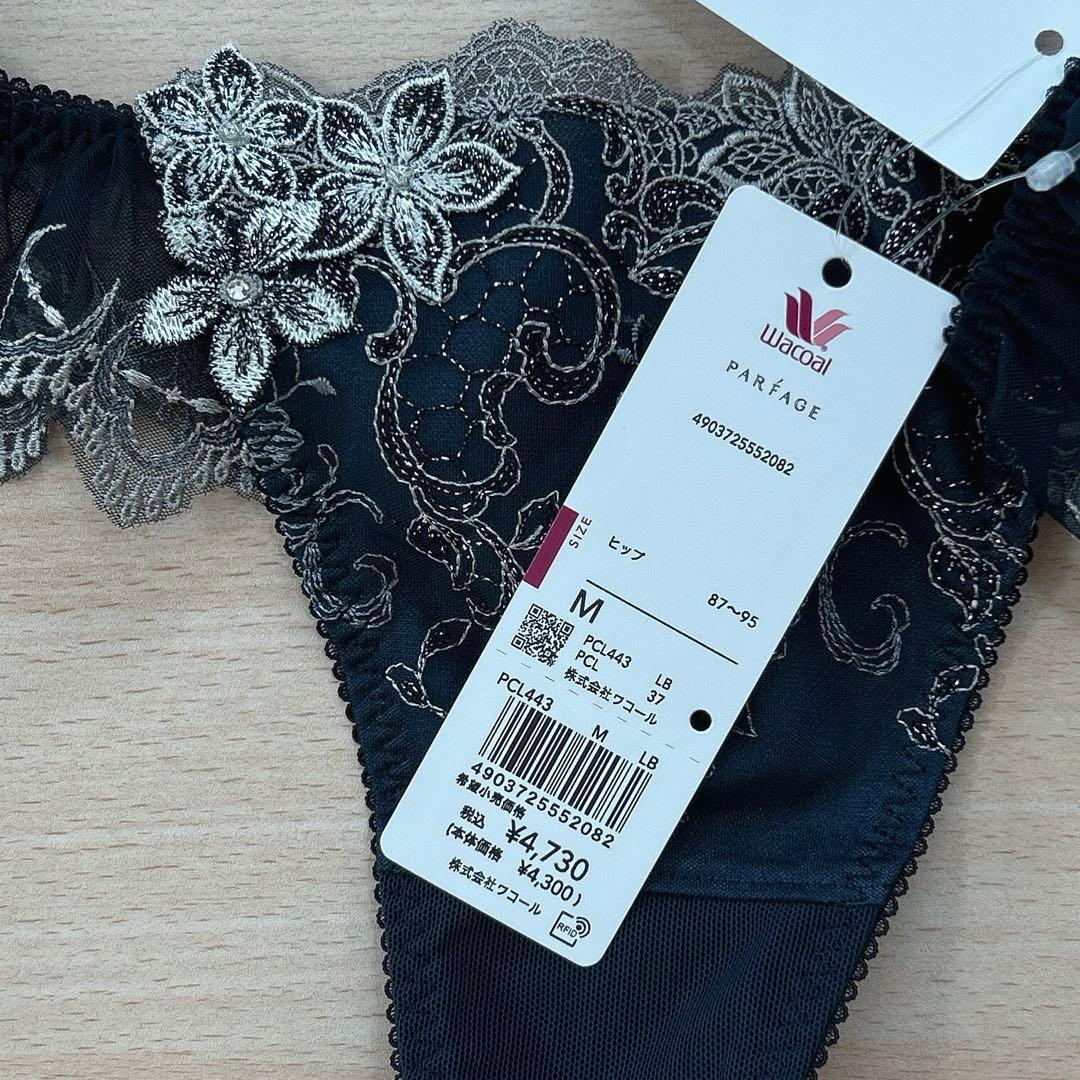 Wacoal
PARFAGE
4903725552082
SIZE
ヒップ
87〜95
M
PCL443 LB
PCL 37
株式会社ワコール
PCL443 M LB
4903725552082
希望小売価格
税込 ¥4,730
(本体価格 ¥4,300)
株式会社ワコール
RFID